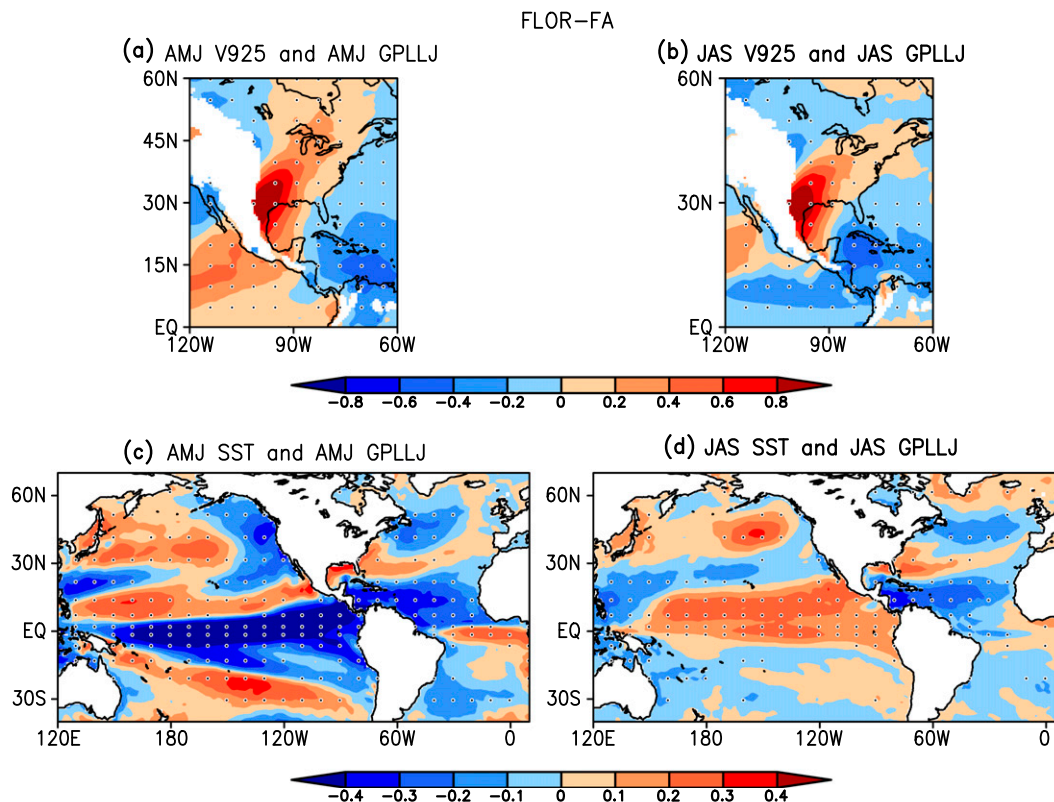 FLOR-FA
(a) AMJ V925 and AMJ GPLLJ
(b) JAS V925 and JAS GPLLJ
60N
45N
30N
15N
EQ
120W 90W 60W
60N
45N
30N
15N
EQ
120W 90W 60W
-0.8 -0.6 -0.4 -0.2 0 0.2 0.4 0.6 0.8
(c) AMJ SST and AMJ GPLLJ
(d) JAS SST and JAS GPLLJ
60N
30N
EQ
30S
120E 180 120W 60W 0
60N
30N
EQ
30S
120E 180 120W 60W 0
-0.4 -0.3 -0.2 -0.1 0 0.1 0.2 0.3 0.4